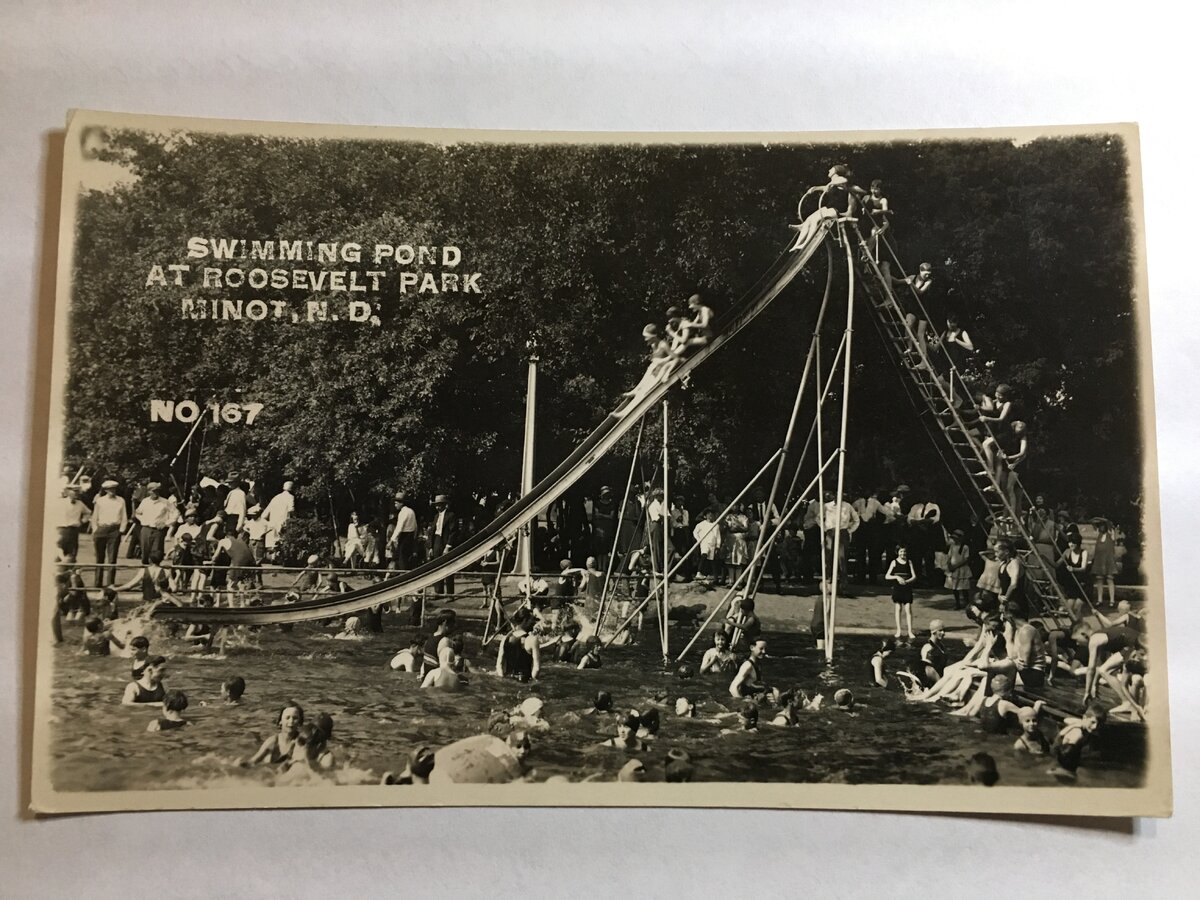 SWIMMING POND
AT ROOSEVELT PARK
MINOT, N. D.
NO 167